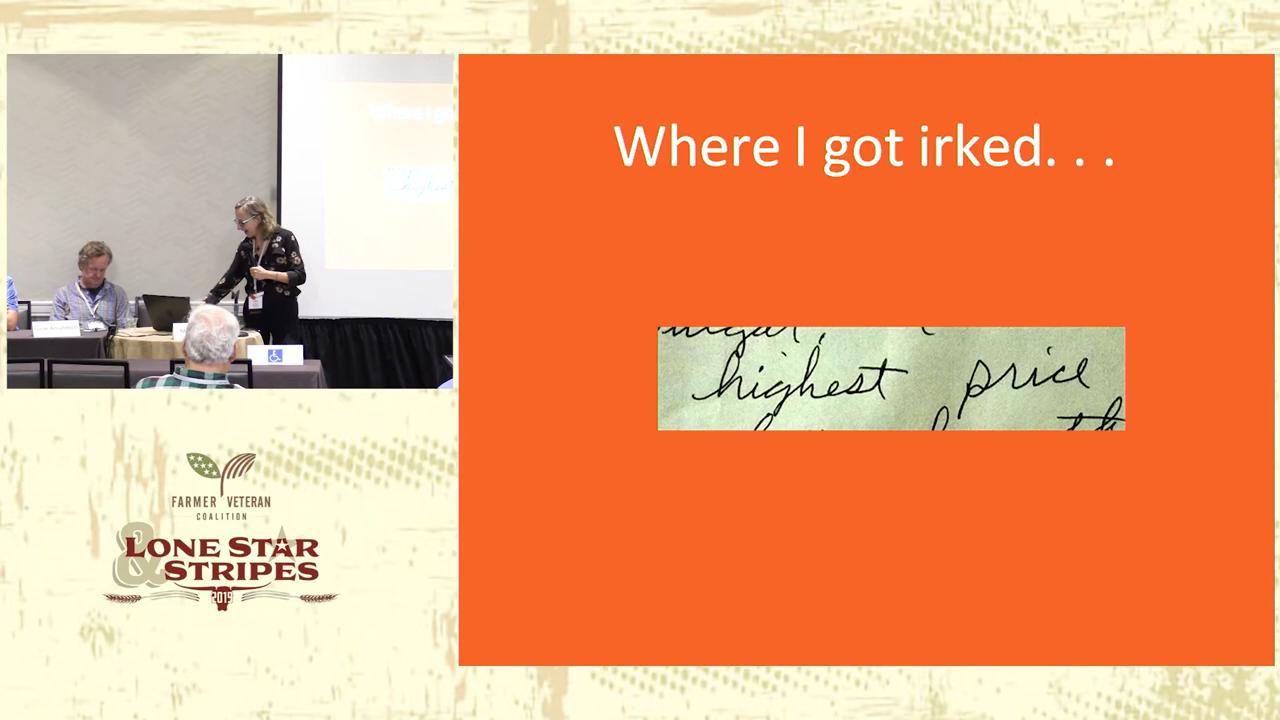 Where I got irked. . .
highest price
FARMER VETERAN
COALITION
& LONE STAR
STRIPES
2019